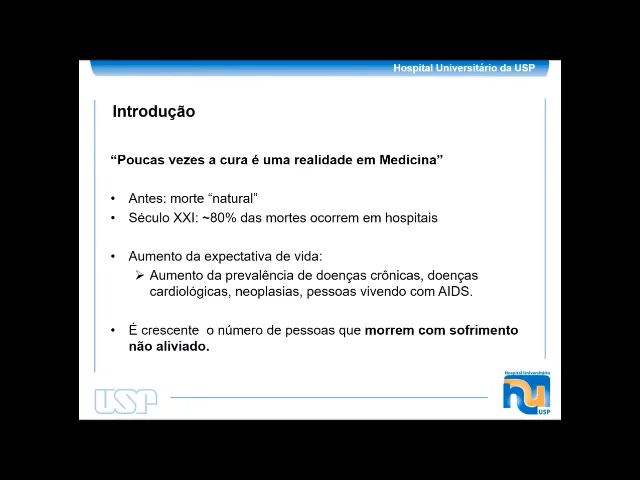 Hospital Universitário da USP
Introdução
“Poucas vezes a cura é uma realidade em Medicina”
• Antes: morte “natural”
• Século XXI: ~80% das mortes ocorrem em hospitais
• Aumento da expectativa de vida:
➢ Aumento da prevalência de doenças crônicas, doenças
cardiológicas, neoplasias, pessoas vivendo com AIDS.
• É crescente o número de pessoas que morrem com sofrimento
não aliviado.
USP
Hospital Universitário
hu
USP